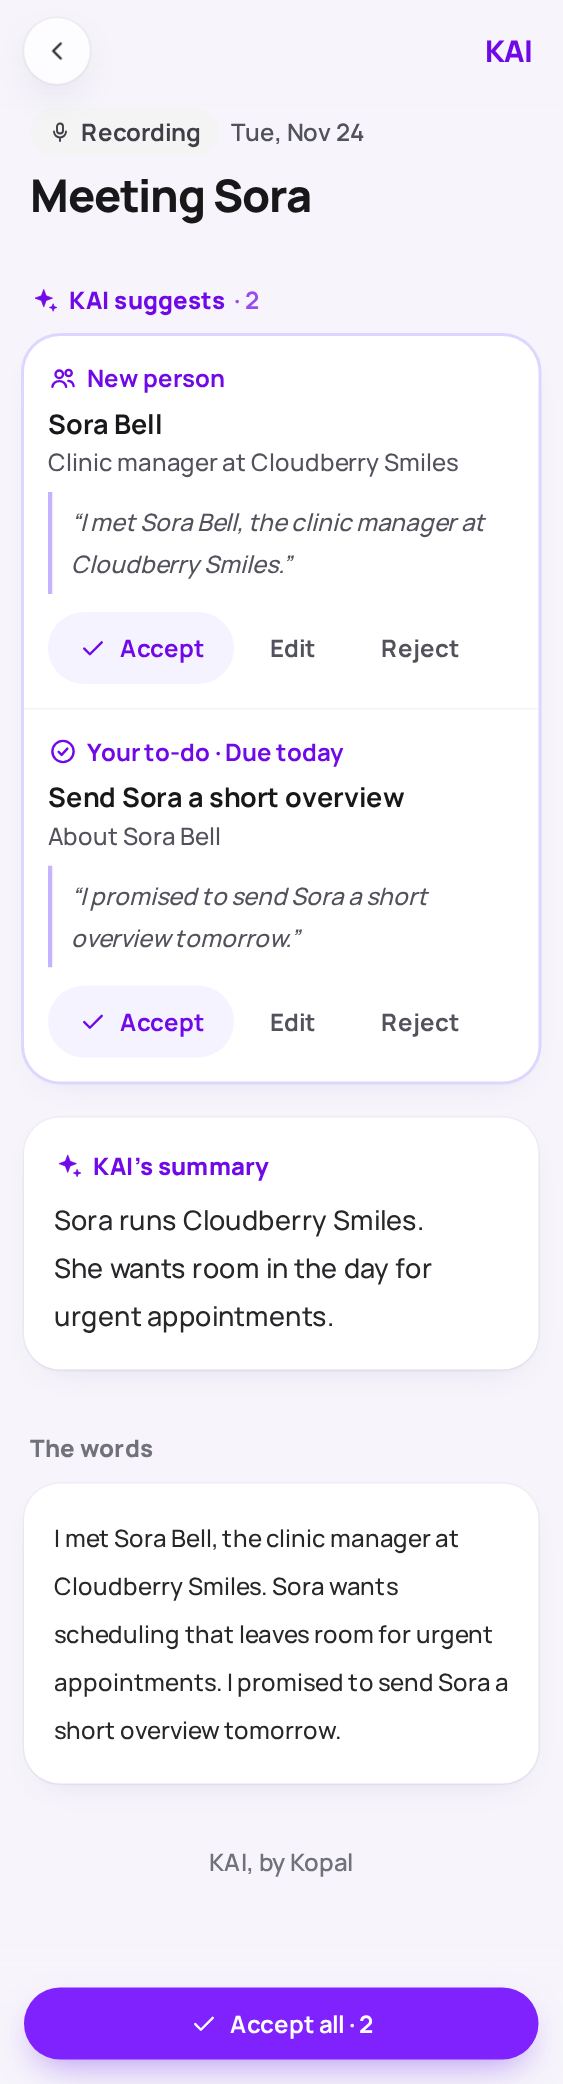 KAI
Recording Tue, Nov 24
Meeting Sora
KAI suggests · 2
New person
Sora Bell
Clinic manager at Cloudberry Smiles
“I met Sora Bell, the clinic manager at
Cloudberry Smiles.”
Accept Edit Reject
Your to-do · Due today
Send Sora a short overview
About Sora Bell
“I promised to send Sora a short
overview tomorrow.”
Accept Edit Reject
KAI’s summary
Sora runs Cloudberry Smiles.
She wants room in the day for
urgent appointments.
The words
I met Sora Bell, the clinic manager at
Cloudberry Smiles. Sora wants
scheduling that leaves room for urgent
appointments. I promised to send Sora a
short overview tomorrow.
KAI, by Kopal
Accept all · 2